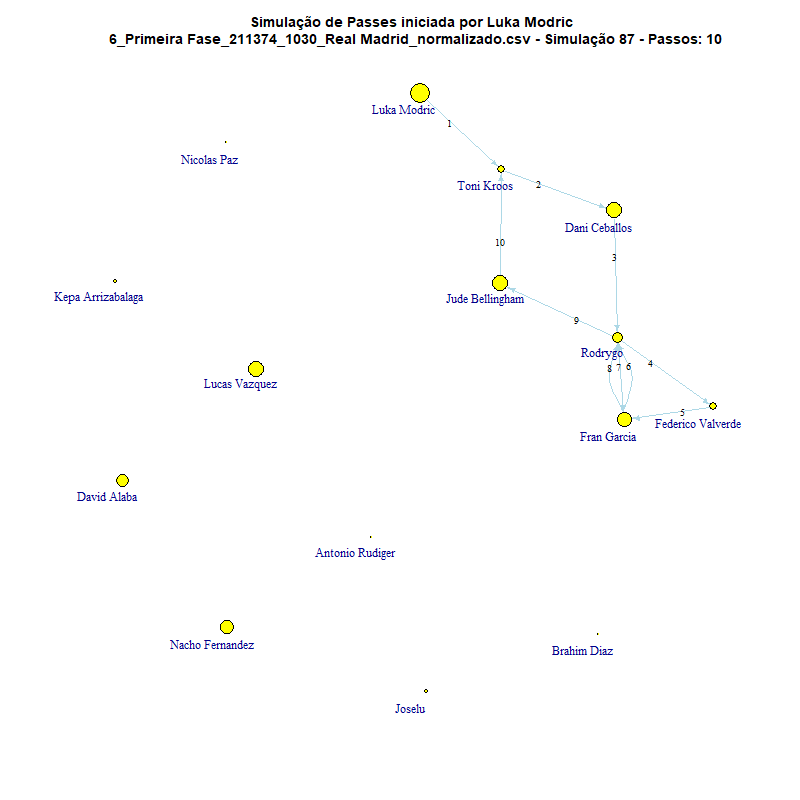 Simulação de Passes iniciada por Luka Modric
6_Primeira Fase_211374_1030_Real Madrid_normalizado.csv - Simulação 87 - Passos: 10
Luka Modric
1
Nicolas Paz
Toni Kroos
2
Dani Ceballos
10
3
Kepa Arrizabalaga
Jude Bellingham
9
Rodrygo
4
8
7
6
Lucas Vazquez
5
Federico Valverde
Fran Garcia
David Alaba
Antonio Rudiger
Nacho Fernandez
Brahim Diaz
Joselu